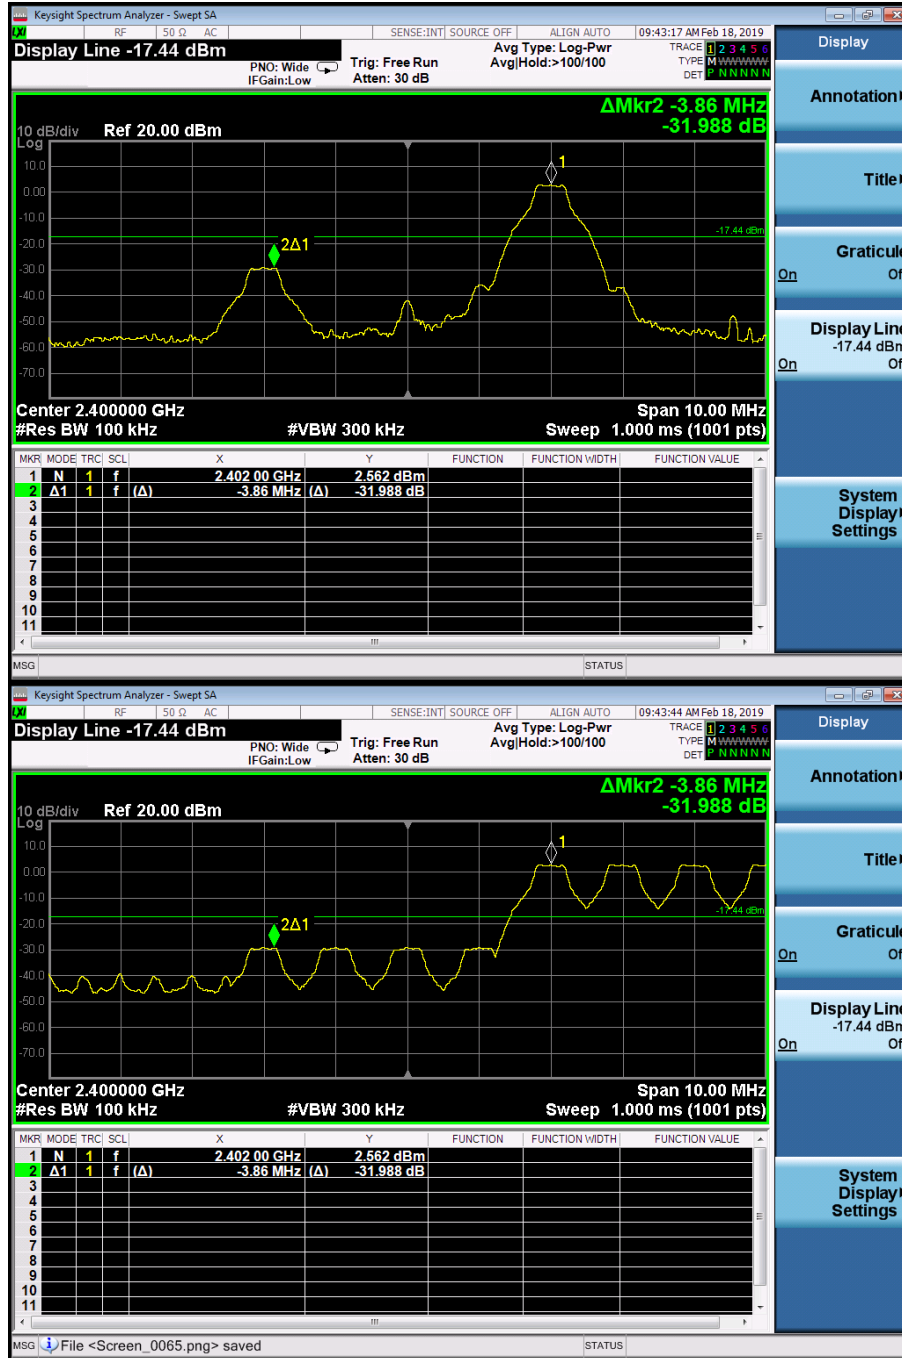 Keysight Spectrum Analyzer - Swept SA
LXI RF 50 Ω AC SENSE:INT SOURCE OFF ALIGN AUTO 09:43:17 AM Feb 18, 2019
Display Line -17.44 dBm
PNO: Wide
IFGain:Low
Trig: Free Run
Atten: 30 dB
Avg Type: Log-Pwr
Avg|Hold:>100/100
TRACE 1 2 3 4 5 6
TYPE M WWWWW
DET P N N N N N
ΔMkr2 -3.86 MHz
-31.988 dB
10 dB/div Ref 20.00 dBm
Log
10.0
0.00
-10.0
-20.0
-30.0
-40.0
-50.0
-60.0
-70.0
1
-17.44 dBm
2Δ1
Center 2.400000 GHz Span 10.00 MHz
#Res BW 100 kHz #VBW 300 kHz Sweep 1.000 ms (1001 pts)
MKR MODE TRC SCL X Y FUNCTION FUNCTION WIDTH FUNCTION VALUE
1 N 1 f 2.402 00 GHz 2.562 dBm
2 Δ1 1 f (Δ) -3.86 MHz (Δ) -31.988 dB
3
4
5
6
7
8
9
10
11
MSG STATUS
Display
Annotation
Title
Graticule
On Of
Display Line
-17.44 dBm
On Of
System
Display
Settings
Keysight Spectrum Analyzer - Swept SA
LXI RF 50 Ω AC SENSE:INT SOURCE OFF ALIGN AUTO 09:43:44 AM Feb 18, 2019
Display Line -17.44 dBm
PNO: Wide
IFGain:Low
Trig: Free Run
Atten: 30 dB
Avg Type: Log-Pwr
Avg|Hold:>100/100
TRACE 1 2 3 4 5 6
TYPE M WWWWW
DET P N N N N N
ΔMkr2 -3.86 MHz
-31.988 dB
10 dB/div Ref 20.00 dBm
Log
10.0
0.00
-10.0
-20.0
-30.0
-40.0
-50.0
-60.0
-70.0
1
-17.44 dBm
2Δ1
Center 2.400000 GHz Span 10.00 MHz
#Res BW 100 kHz #VBW 300 kHz Sweep 1.000 ms (1001 pts)
MKR MODE TRC SCL X Y FUNCTION FUNCTION WIDTH FUNCTION VALUE
1 N 1 f 2.402 00 GHz 2.562 dBm
2 Δ1 1 f (Δ) -3.86 MHz (Δ) -31.988 dB
3
4
5
6
7
8
9
10
11
MSG File <Screen_0065.png> saved STATUS
Display
Annotation
Title
Graticule
On Of
Display Line
-17.44 dBm
On Of
System
Display
Settings